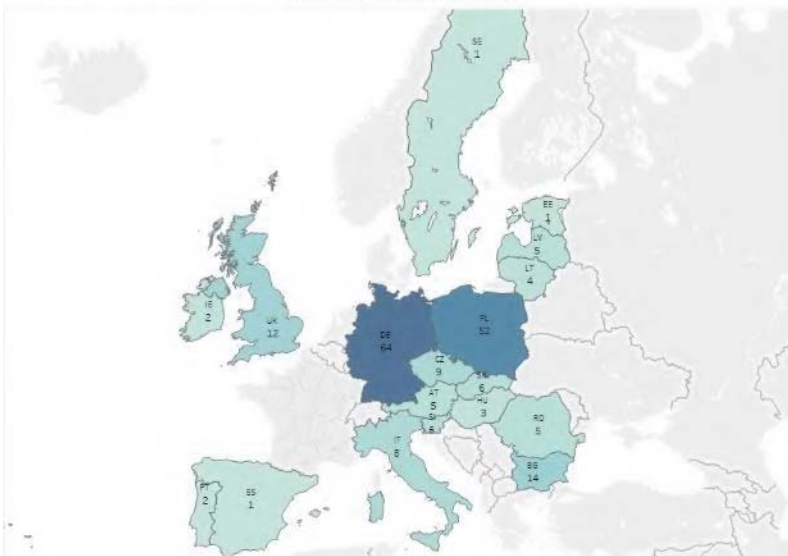 SE
1
EE
1
LV
5
LT
4
IE
2
UK
12
DE
64
PL
52
CZ
9
SK
6
AT
5
HU
3
SI
6
RO
5
IT
8
BG
14
PT
2
ES
1